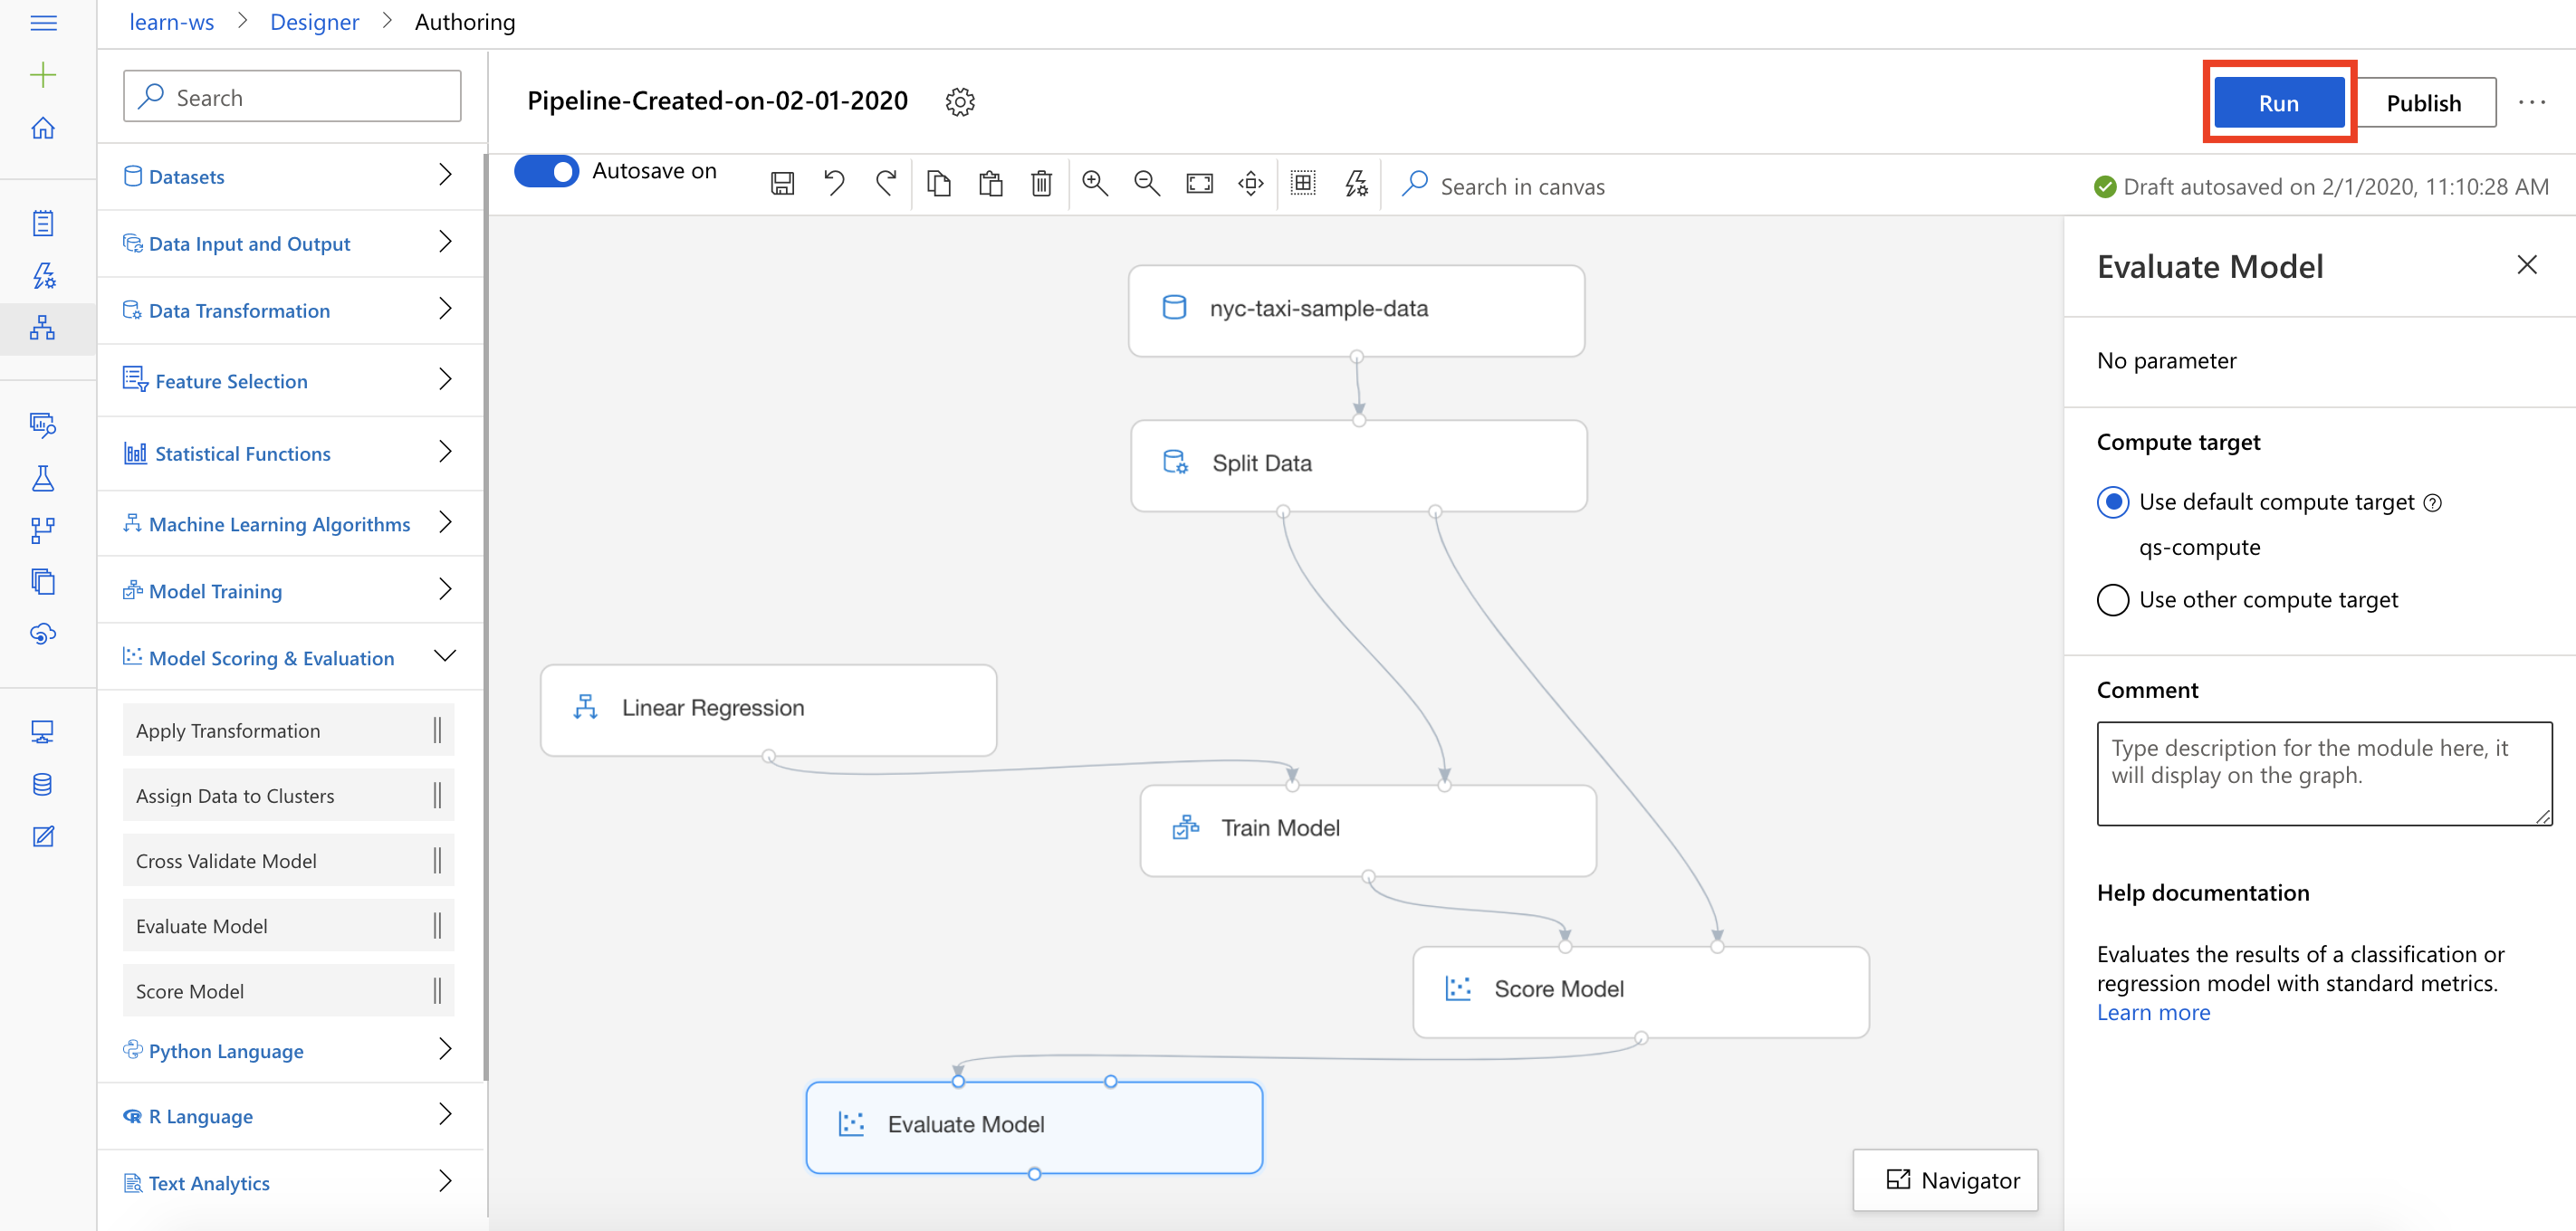 learn-ws > Designer > Authoring
Search
Pipeline-Created-on-02-01-2020
Run
Publish
Autosave on
Search in canvas
Draft autosaved on 2/1/2020, 11:10:28 AM
Datasets
Data Input and Output
Data Transformation
Feature Selection
Statistical Functions
Machine Learning Algorithms
Model Training
Model Scoring & Evaluation
Apply Transformation
Assign Data to Clusters
Cross Validate Model
Evaluate Model
Score Model
Python Language
R Language
Text Analytics
nyc-taxi-sample-data
Split Data
Linear Regression
Train Model
Score Model
Evaluate Model
Navigator
Evaluate Model
No parameter
Compute target
Use default compute target
qs-compute
Use other compute target
Comment
Type description for the module here, it
will display on the graph.
Help documentation
Evaluates the results of a classification or
regression model with standard metrics.
Learn more